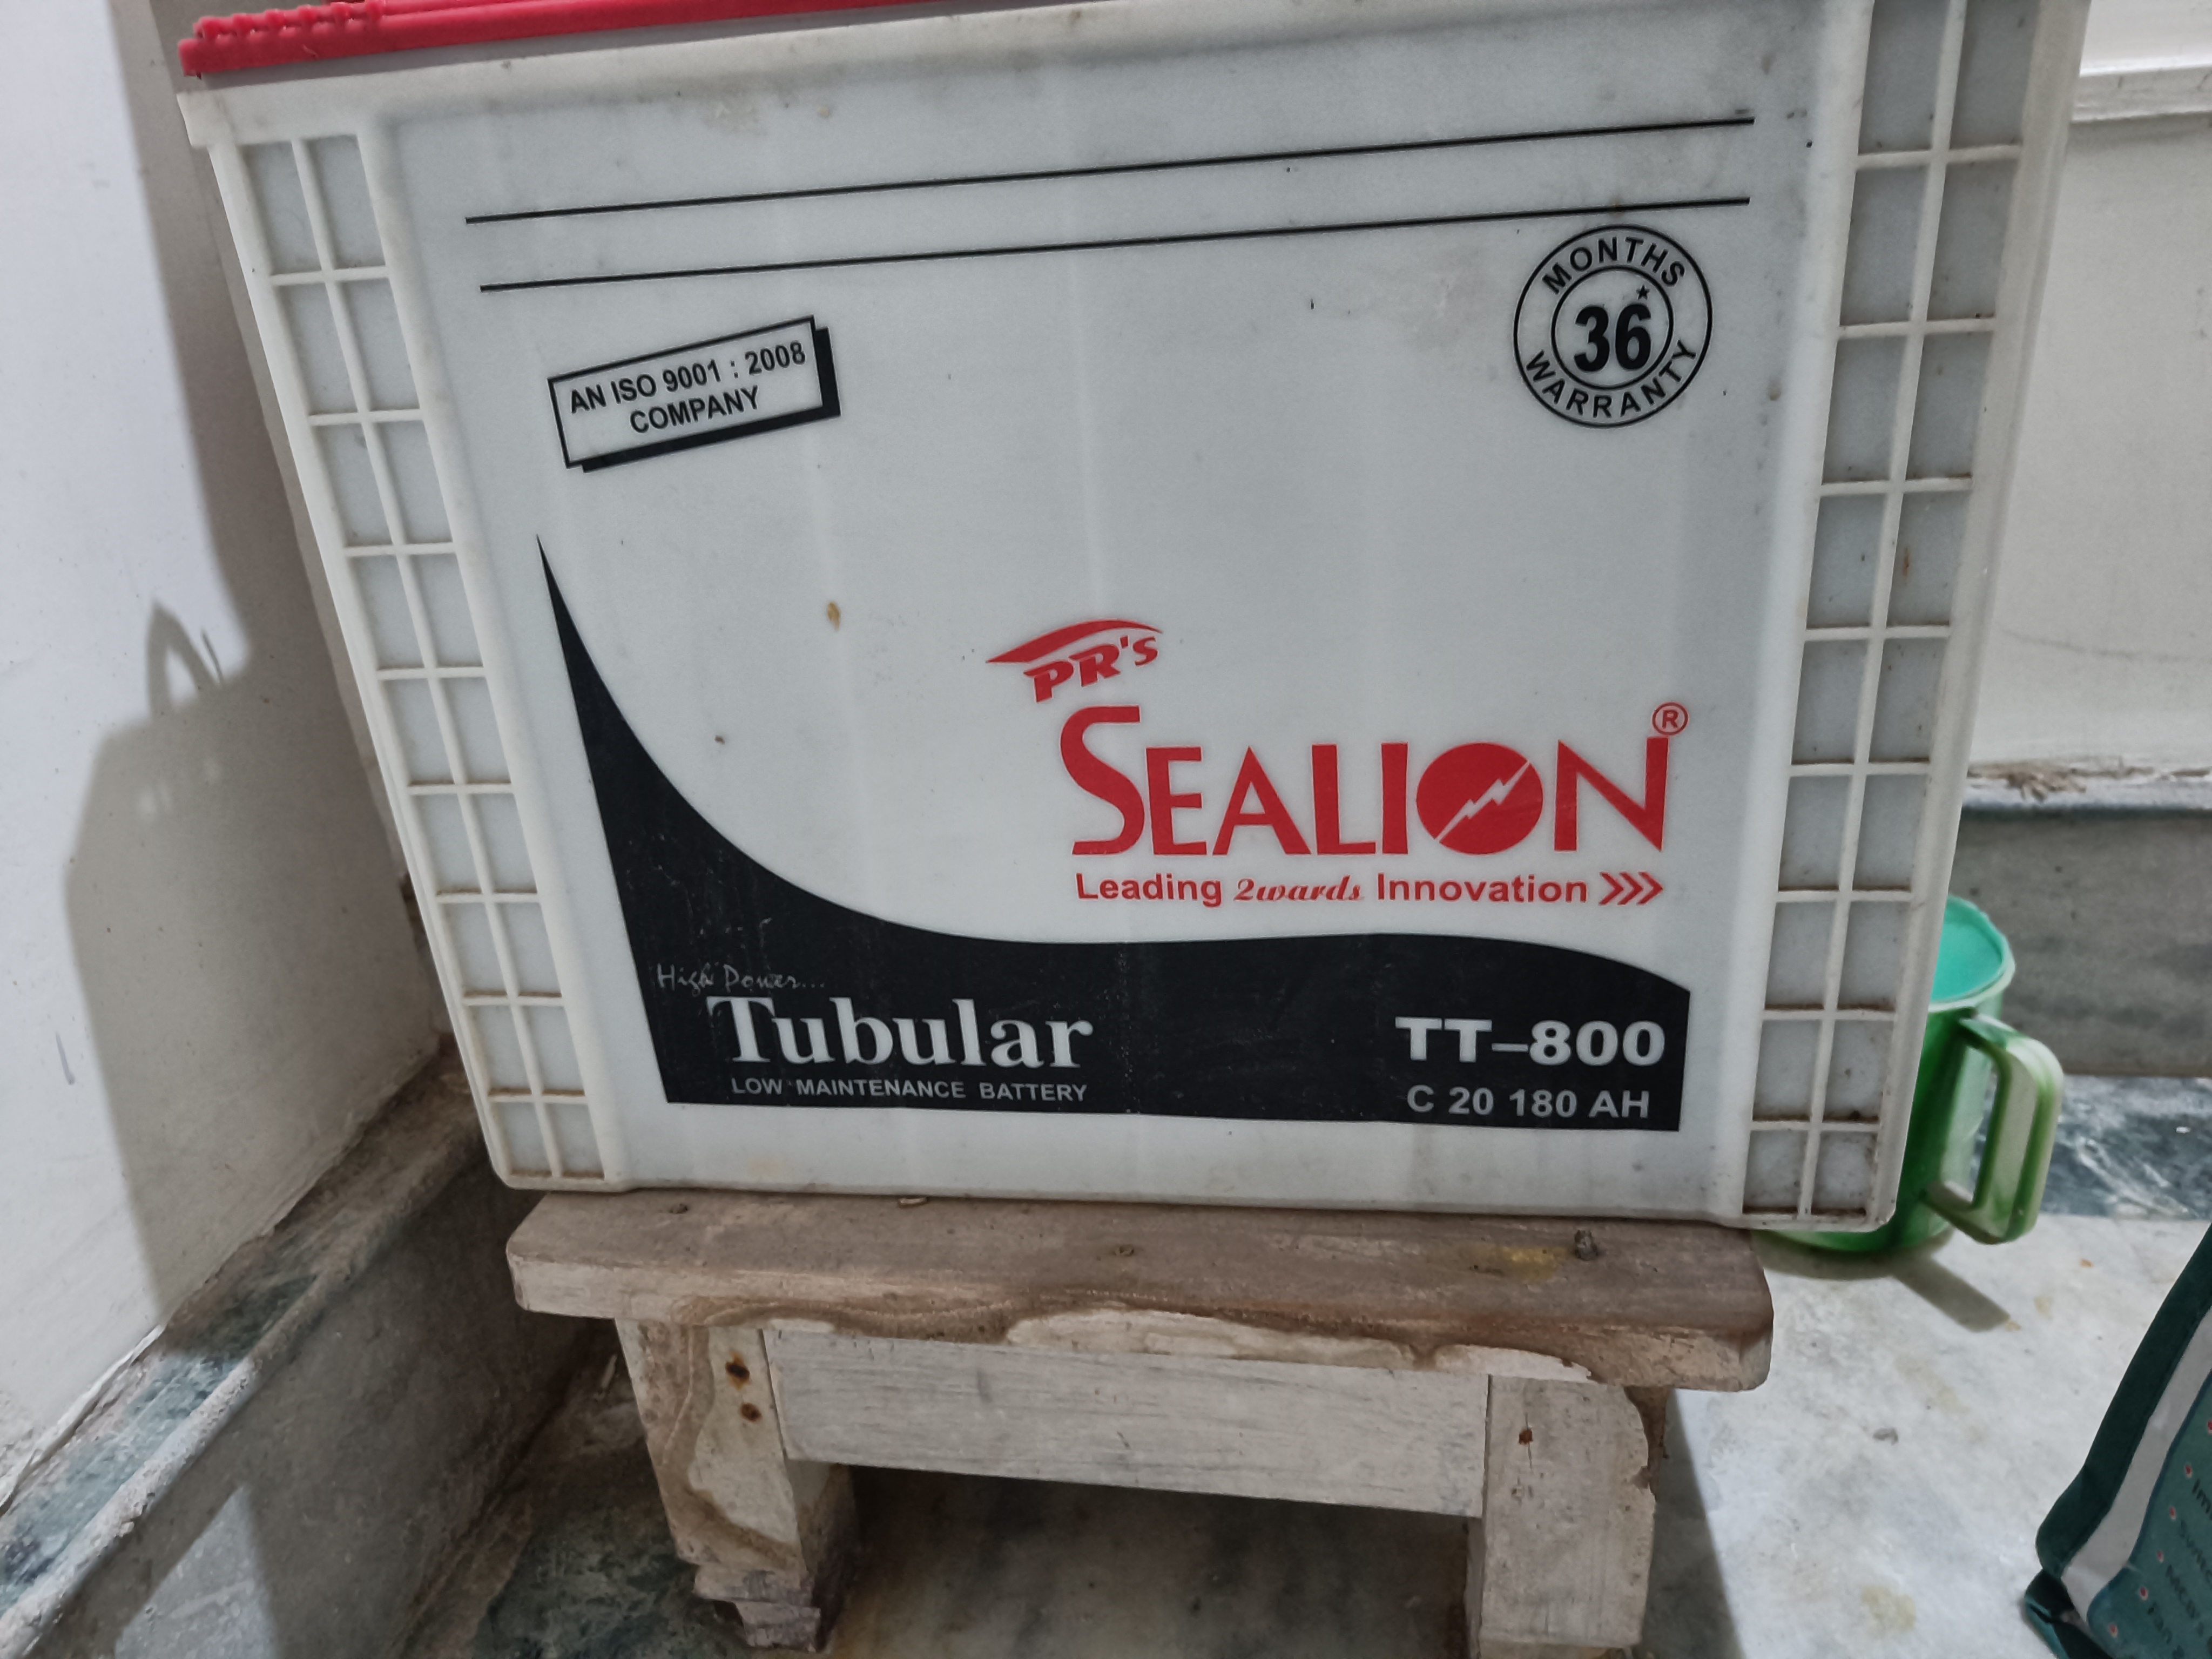 AN ISO 9001 : 2008
COMPANY
MONTHS
36
WARRANTY
PR's
SEALION®
Leading 2wards Innovation
High Power...
Tubular
LOW MAINTENANCE BATTERY
TT–800
C 20 180 AH